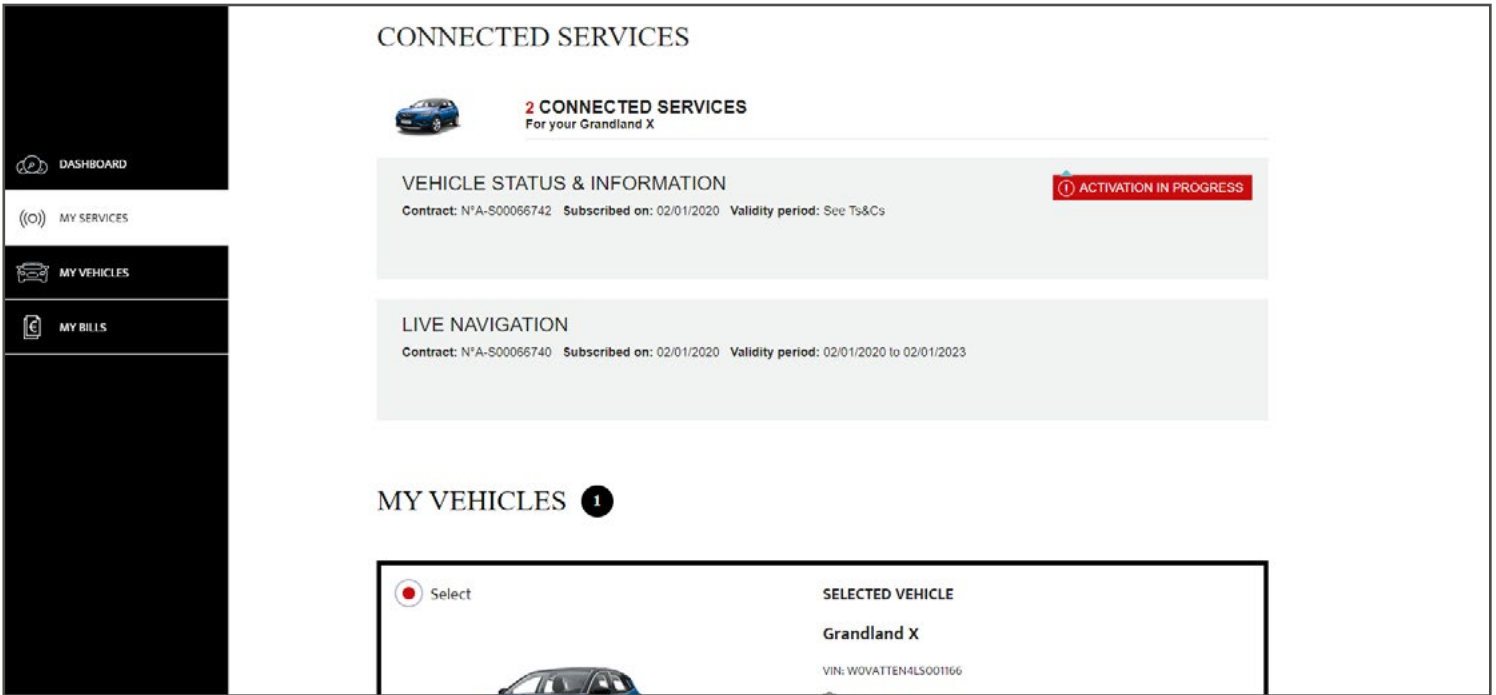 CONNECTED SERVICES
2 CONNECTED SERVICES
For your Grandland X
DASHBOARD
MY SERVICES
MY VEHICLES
MY BILLS
VEHICLE STATUS & INFORMATION
ACTIVATION IN PROGRESS
Contract: N°A-S00066742 Subscribed on: 02/01/2020 Validity period: See Ts&Cs
LIVE NAVIGATION
Contract: N°A-S00066740 Subscribed on: 02/01/2020 Validity period: 02/01/2020 to 02/01/2023
MY VEHICLES 1
Select
SELECTED VEHICLE
Grandland X
VIN: W0VATTEN4LS001166